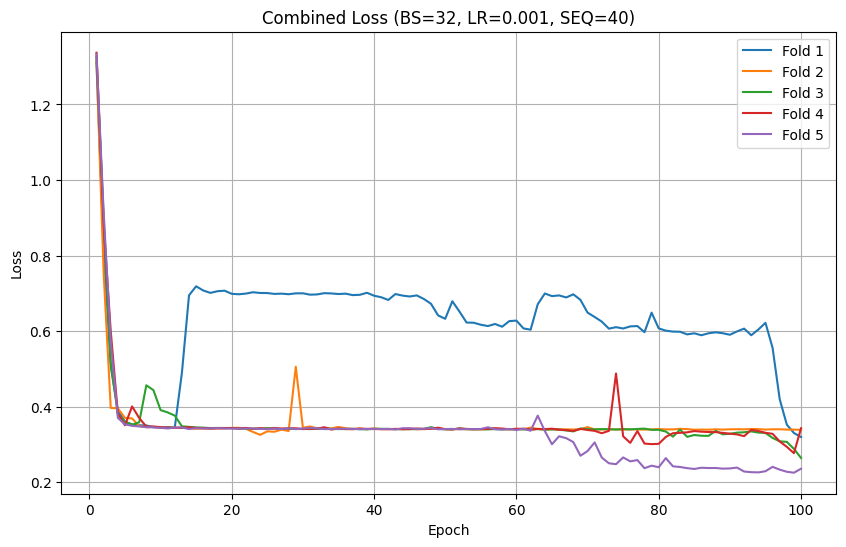 Combined Loss (BS=32, LR=0.001, SEQ=40)
Fold 1
Fold 2
Fold 3
Fold 4
Fold 5
Loss
1.2
1.0
0.8
0.6
0.4
0.2
0
20
40
60
80
100
Epoch